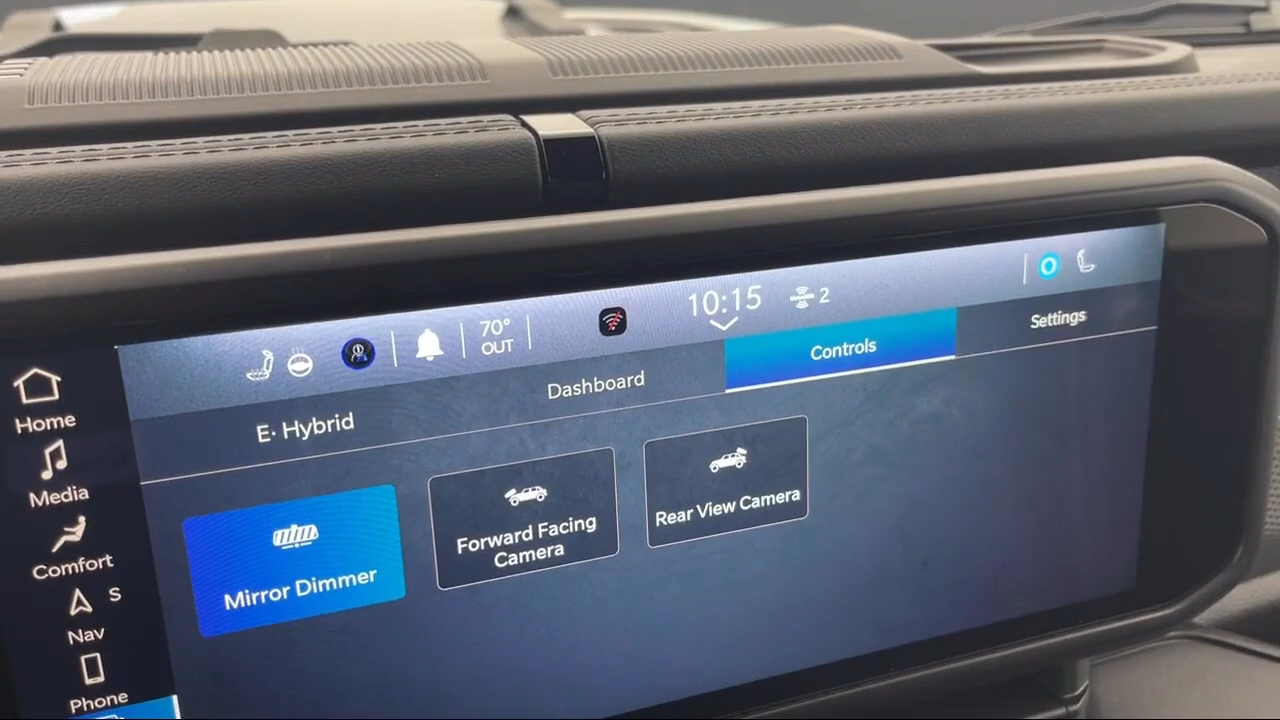 70°
OUT
10:15
2
E· Hybrid
Dashboard
Controls
Settings
Home
Media
Comfort
S
Nav
Phone
Mirror Dimmer
Forward Facing
Camera
Rear View Camera